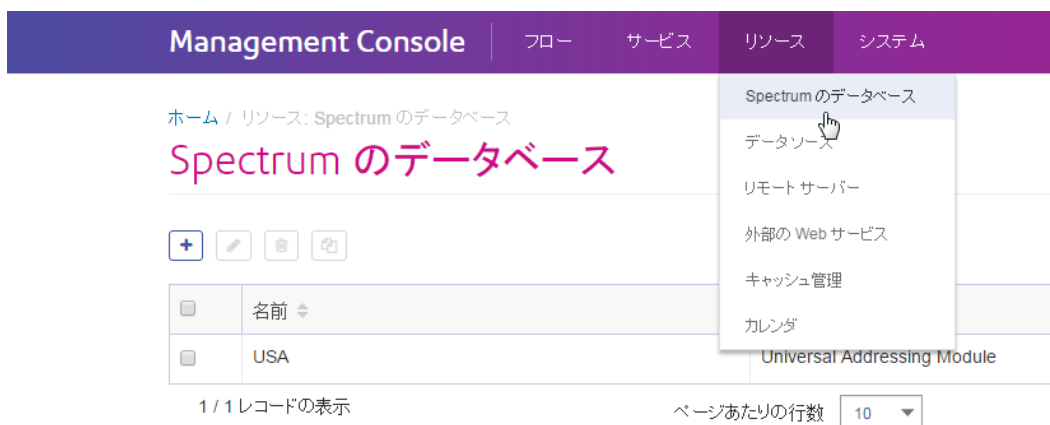 Management Console フロー サービス リソース システム
Spectrum のデータベース
データソース
リモート サーバー
外部の Web サービス
キャッシュ管理
カレンダ
ホーム / リソース: Spectrum のデータベース
Spectrum のデータベース
名前
USA Universal Addressing Module
1 / 1 レコードの表示 ページあたりの行数 10